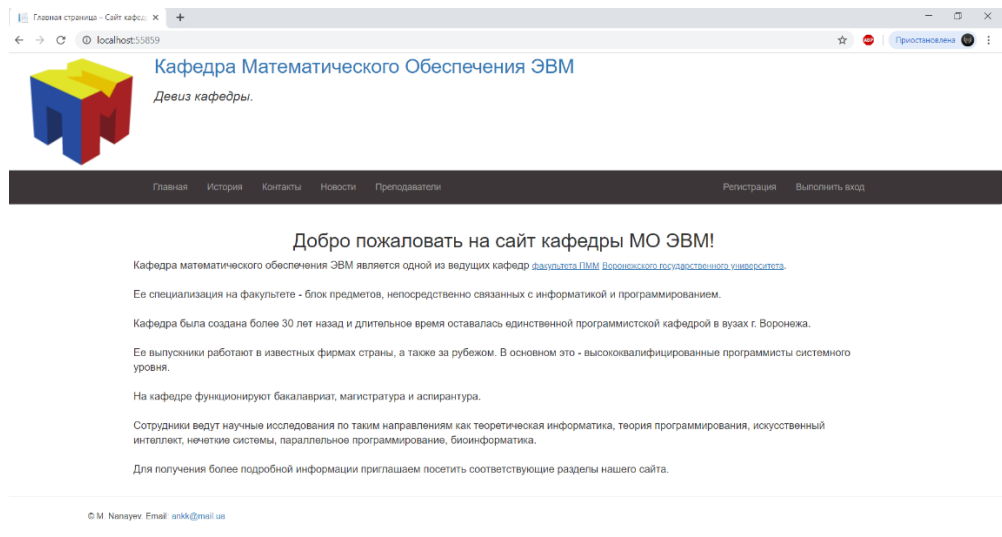 Главная страница – Сайт кафед
localhost:55859
ABP
Приостановлена
Кафедра Математического Обеспечения ЭВМ
Девиз кафедры.
Главная История Контакты Новости Преподаватели Регистрация Выполнить вход
Добро пожаловать на сайт кафедры МО ЭВМ!
Кафедра математического обеспечения ЭВМ является одной из ведущих кафедр факультета ПММ Воронежского государственного университета.
Ее специализация на факультете - блок предметов, непосредственно связанных с информатикой и программированием.
Кафедра была создана более 30 лет назад и длительное время оставалась единственной программистской кафедрой в вузах г. Воронежа.
Ее выпускники работают в известных фирмах страны, а также за рубежом. В основном это - высококвалифицированные программисты системного
уровня.
На кафедре функционируют бакалавриат, магистратура и аспирантура.
Сотрудники ведут научные исследования по таким направлениям как теоретическая информатика, теория программирования, искусственный
интеллект, нечеткие системы, параллельное программирование, биоинформатика.
Для получения более подробной информации приглашаем посетить соответствующие разделы нашего сайта.
© M. Nanayev. Email: ankk@mail.ua